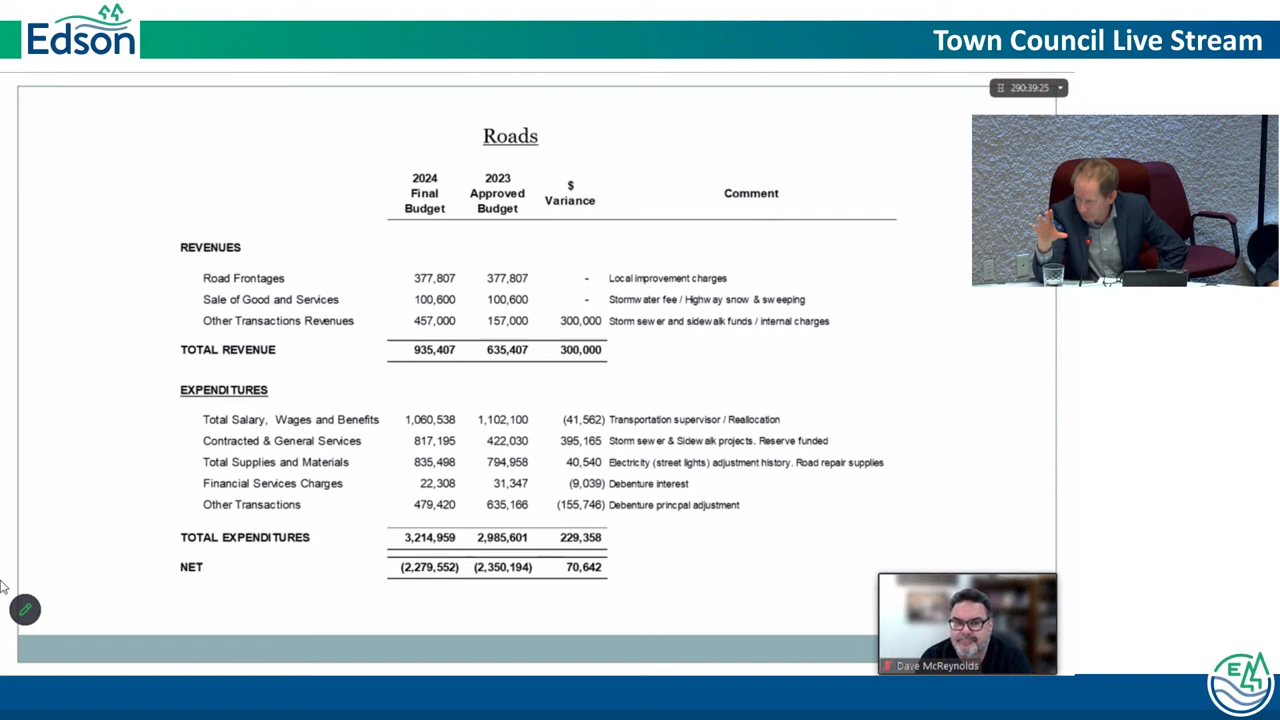 Edson
Town Council Live Stream
290:39:25
Roads
2024 Final Budget 2023 Approved Budget $ Variance Comment
REVENUES
Road Frontages 377,807 377,807 - Local improvement charges
Sale of Good and Services 100,600 100,600 - Stormwater fee / Highway snow & sweeping
Other Transactions Revenues 457,000 157,000 300,000 Storm sewer and sidewalk funds / internal charges
TOTAL REVENUE 935,407 635,407 300,000
EXPENDITURES
Total Salary, Wages and Benefits 1,060,538 1,102,100 (41,562) Transportation supervisor / Reallocation
Contracted & General Services 817,195 422,030 395,165 Storm sewer & Sidewalk projects. Reserve funded
Total Supplies and Materials 835,498 794,958 40,540 Electricity (street lights) adjustment history. Road repair supplies
Financial Services Charges 22,308 31,347 (9,039) Debenture interest
Other Transactions 479,420 635,166 (155,746) Debenture princpal adjustment
TOTAL EXPENDITURES 3,214,959 2,985,601 229,358
NET (2,279,552) (2,350,194) 70,642
Dave McReynolds